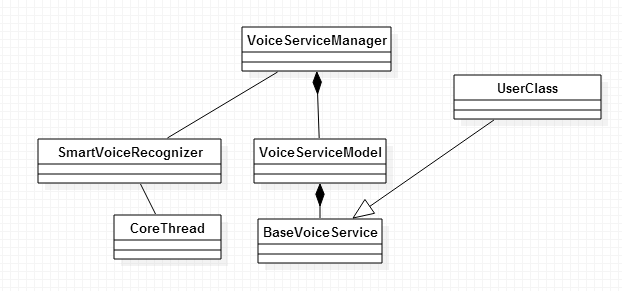 VoiceServiceManager
UserClass
SmartVoiceRecognizer
VoiceServiceModel
CoreThread
BaseVoiceService